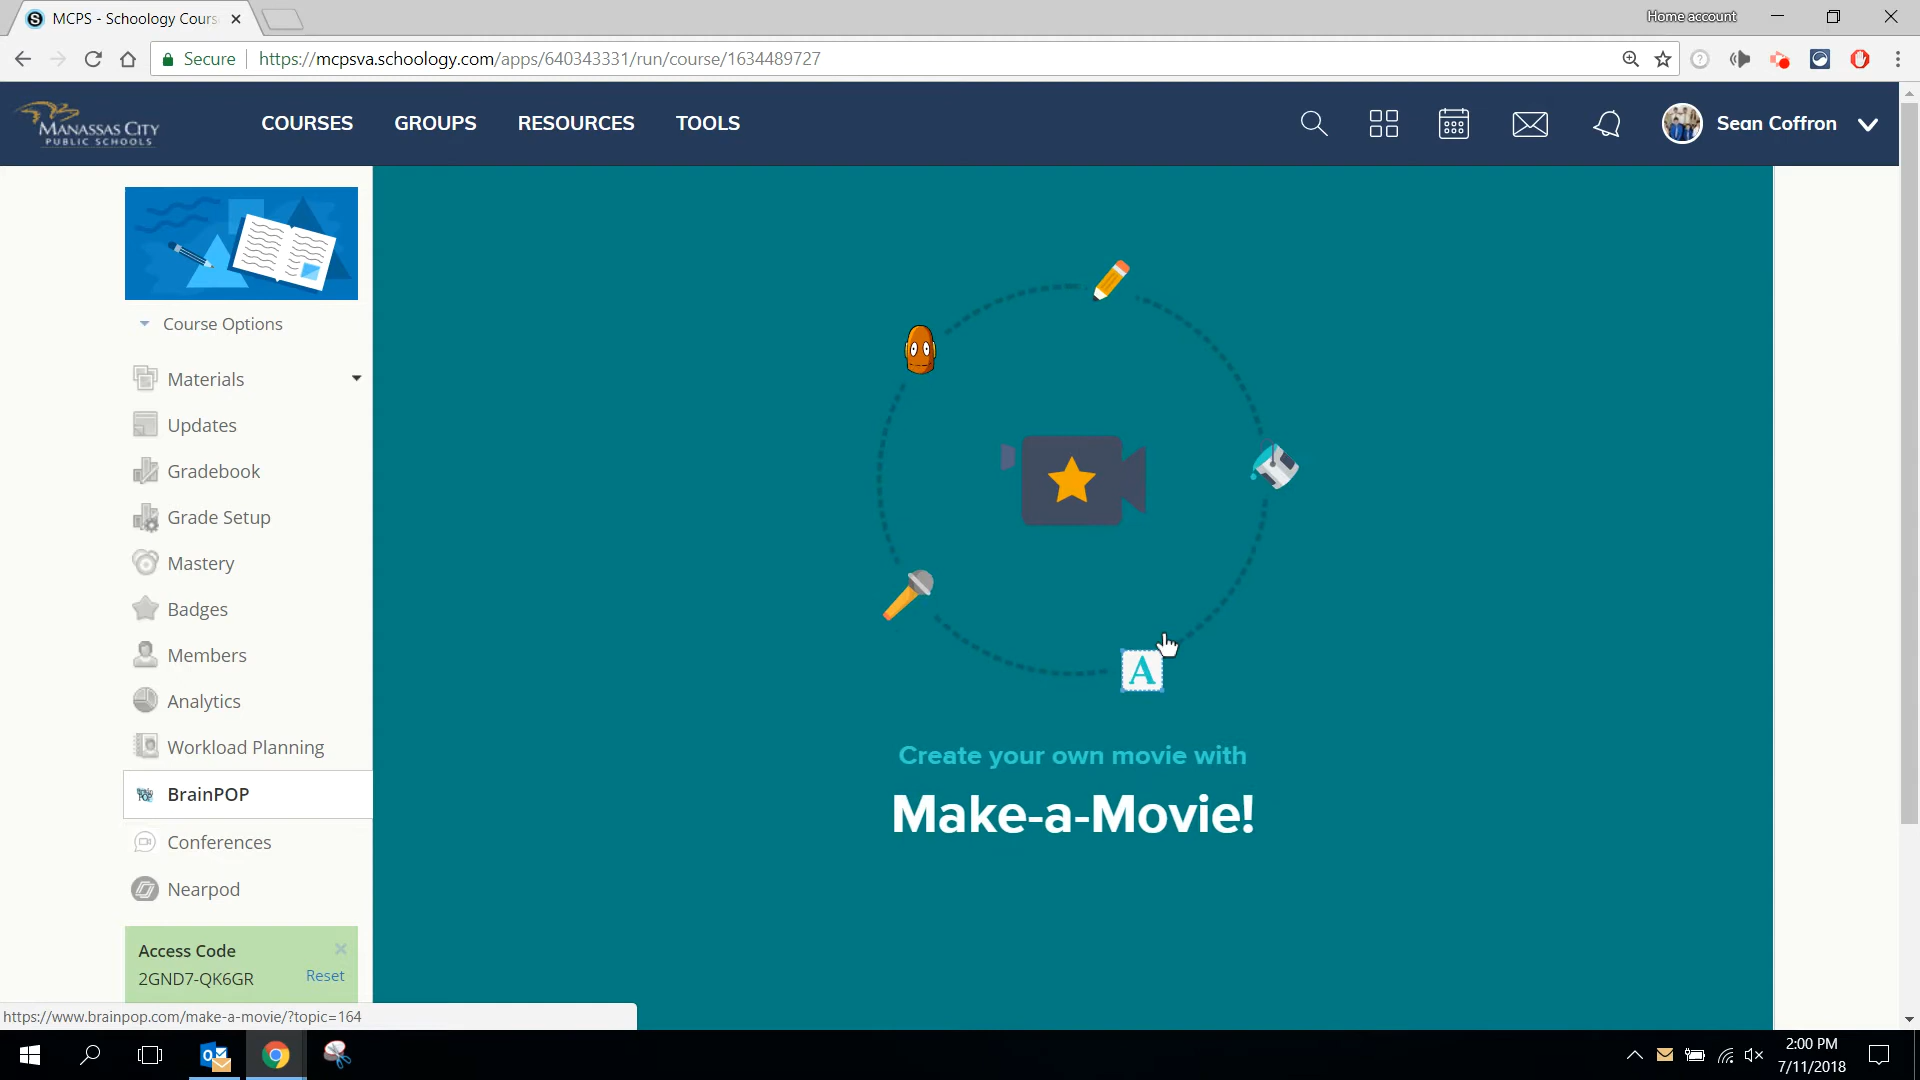 MCPS - Schoology Cours
Home account
Secure
https://mcpsva.schoology.com/apps/640343331/run/course/1634489727
MANASSAS CITY
PUBLIC SCHOOLS
COURSES
GROUPS
RESOURCES
TOOLS
Sean Coffron
Course Options
Materials
Updates
Gradebook
Grade Setup
Mastery
Badges
Members
Analytics
Workload Planning
BrainPOP
Conferences
Nearpod
Access Code
2GND7-QK6GR
Reset
A
Create your own movie with
Make-a-Movie!
https://www.brainpop.com/make-a-movie/?topic=164
2:00 PM
7/11/2018